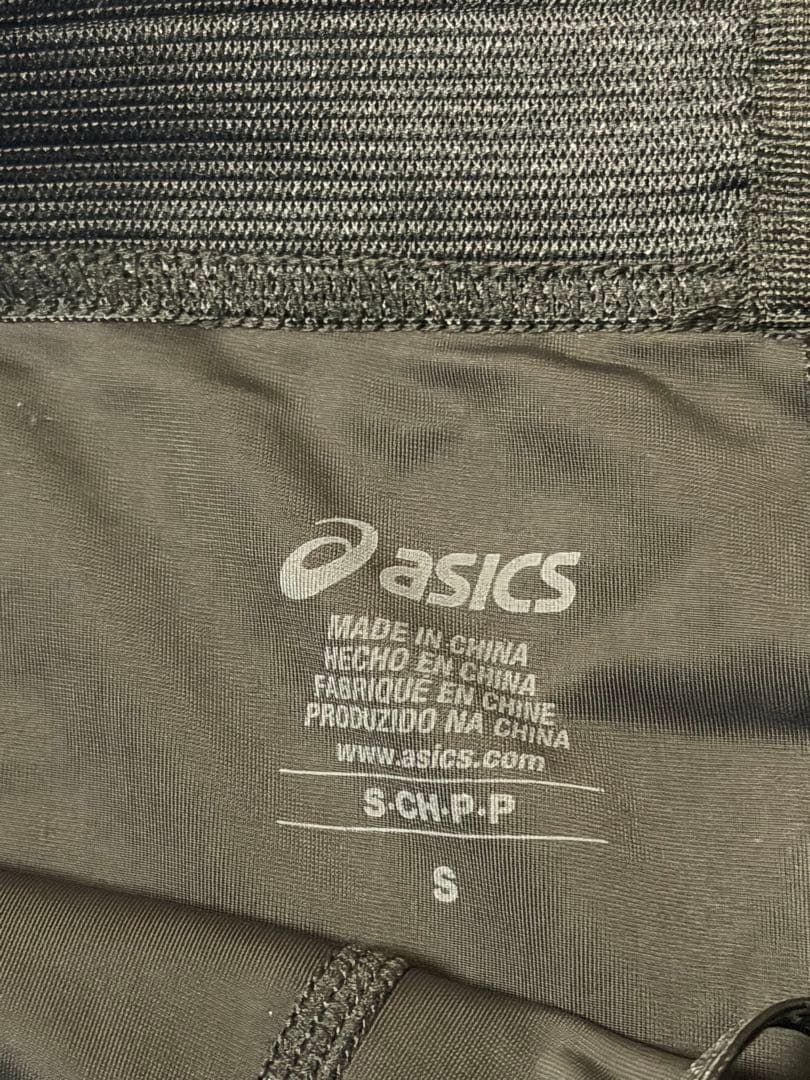 asics
MADE IN CHINA
HECHO EN CHINA
FABRIQUÉ EN CHINE
PRODUZIDO NA CHINA
www.asics.com
S·CH·P·P
S